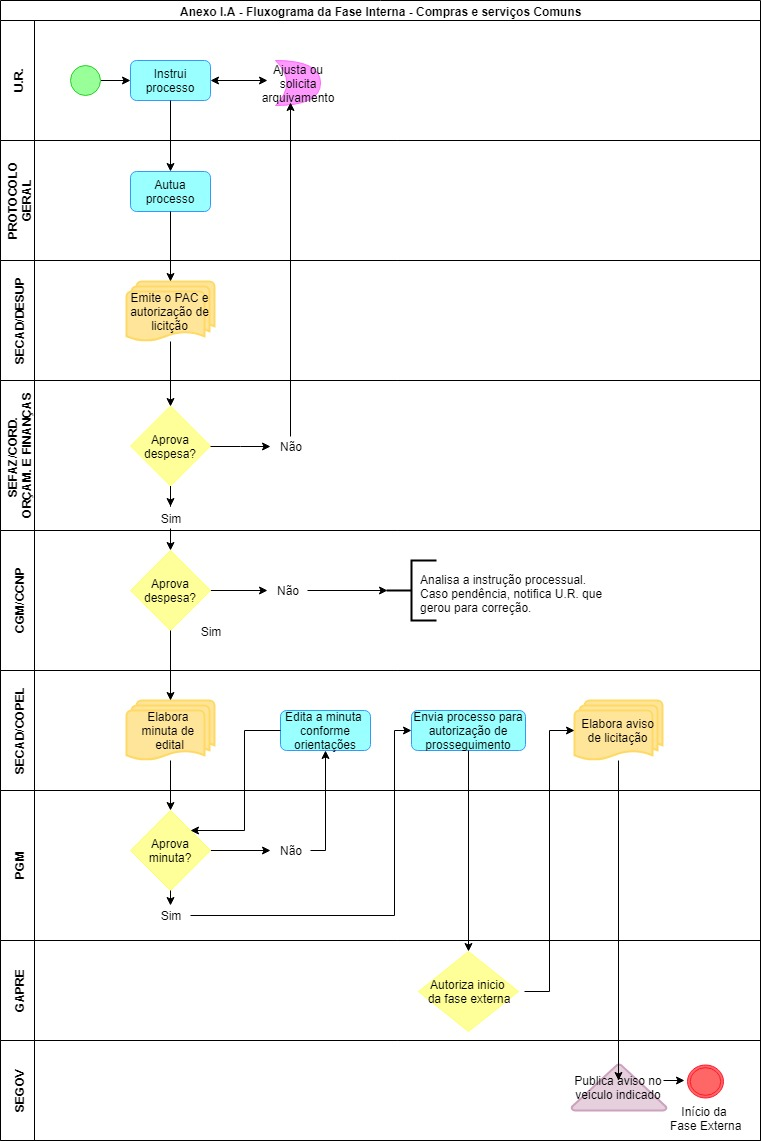 Anexo I.A - Fluxograma da Fase Interna - Compras e serviços Comuns
U.R.
Instrui
processo
Ajusta ou
solicita
arquivamento
PROTOCOLO
GERAL
Autua
processo
SECAD/DESUP
Emite o PAC e
autorização de
licitção
SEFAZ/CORD.
ORÇAM. E FINANÇAS
Aprova
despesa?
Não
Sim
CGM/CCNP
Aprova
despesa?
Não
Analisa a instrução processual.
Caso pendência, notifica U.R. que
gerou para correção.
Sim
SECAD/COPEL
Elabora
minuta de
edital
Edita a minuta
conforme
orientações
Envia processo para
autorização de
prosseguimento
Elabora aviso
de licitação
PGM
Aprova
minuta?
Não
Sim
GAPRE
Autoriza inicio
da fase externa
SEGOV
Publica aviso no
veículo indicado
Início da
Fase Externa